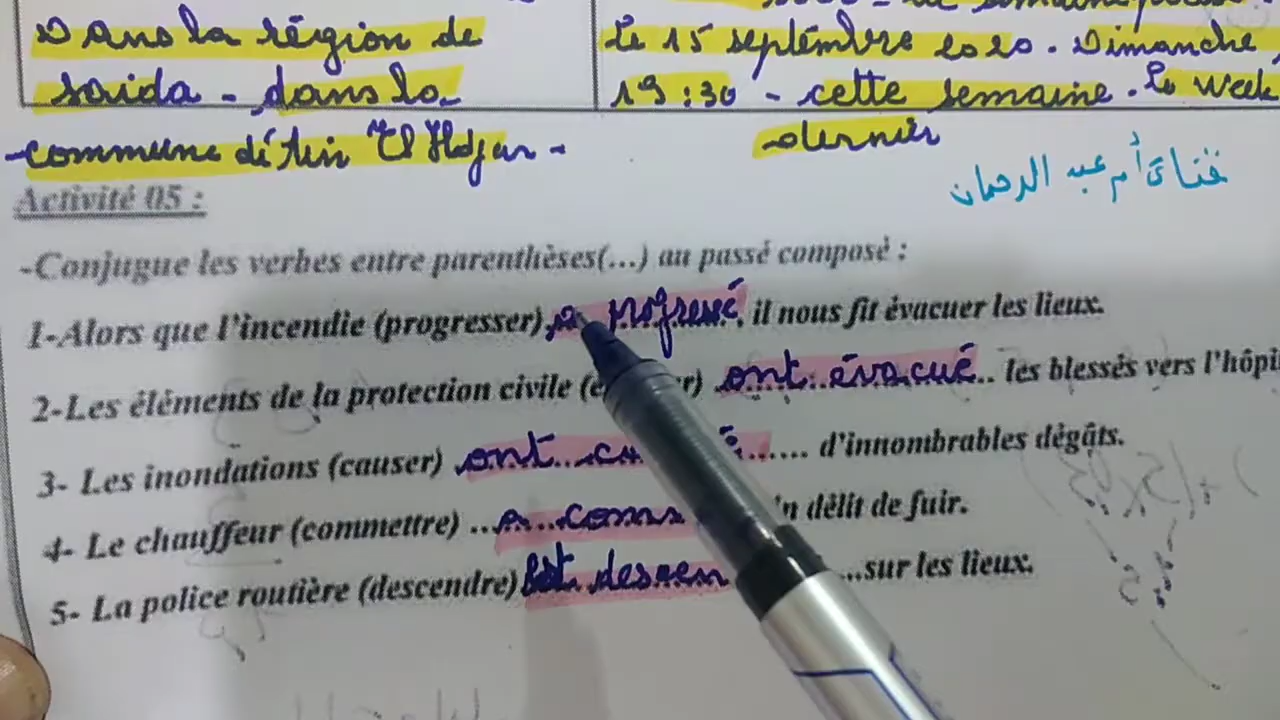 Dans la région de
saida - dans la
commune d'Ain El Hdjar -
Le 15 septembre 2020. Dimanche,
19:30 - cette semaine. Le week
dernier
قناة أم عبد الرحمان
Activité 05 :
-Conjugue les verbes entre parenthèses(...) au passé composé :
1-Alors que l'incendie (progresser), a progressé, il nous fit évacuer les lieux.
2-Les éléments de la protection civile ont évacué les blessés vers l'hôpi
3- Les inondations (causer) ont d'innombrables dégâts.
4- Le chauffeur (commettre) ... a délit de fuir.
5- La police routière (descendre) Est ...sur les lieux.